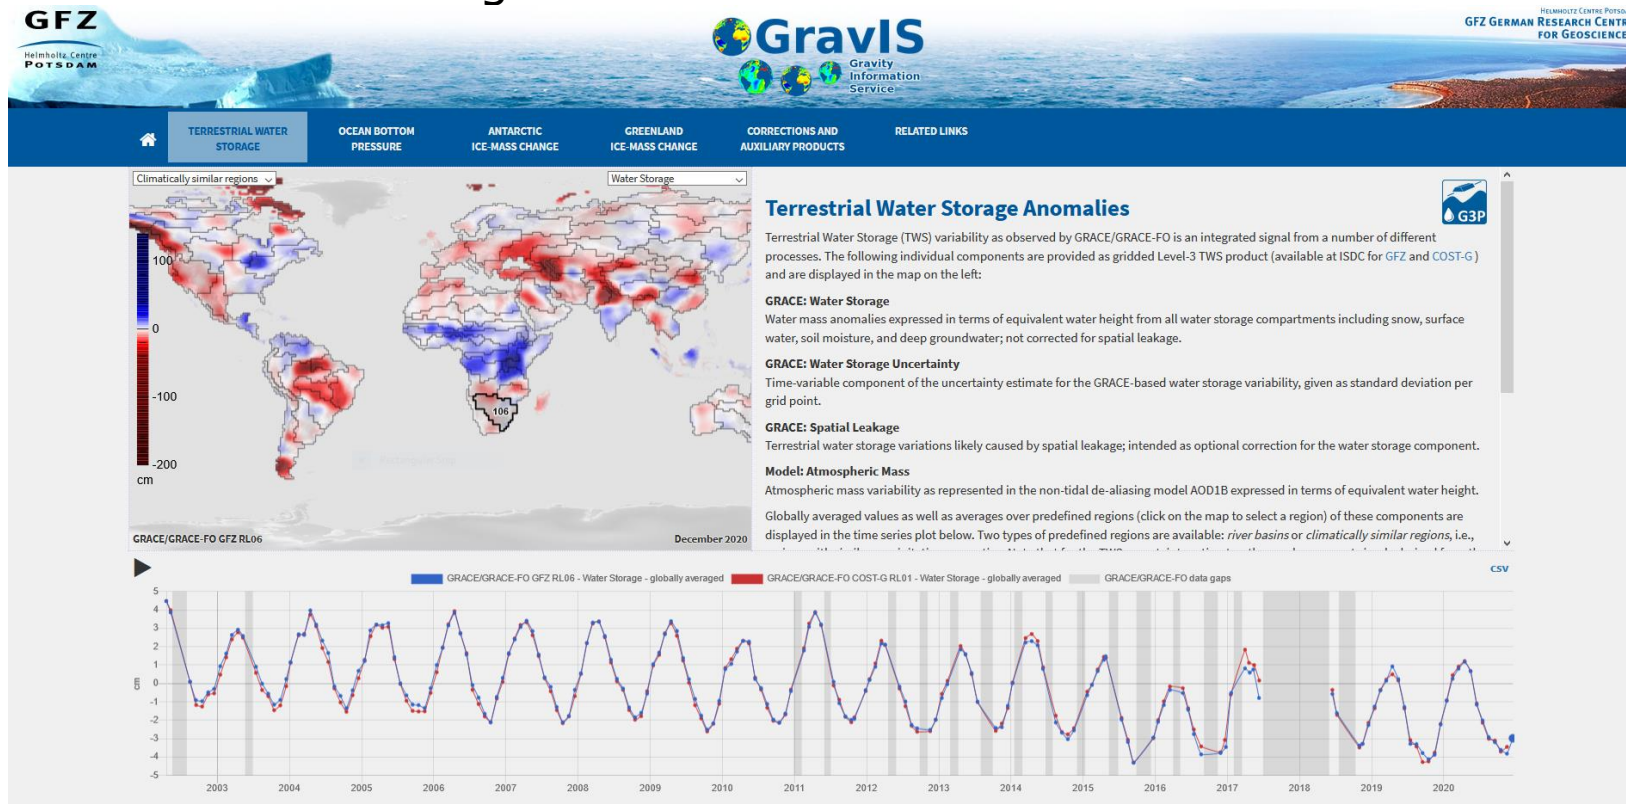 GFZ
Helmholtz Centre
POTSDAM
GravIS
Gravity
Information
Service
GFZ GERMAN RESEARCH CENTR
FOR GEOSCIENCE
TERRESTRIAL WATER
STORAGE
OCEAN BOTTOM
PRESSURE
ANTARCTIC
ICE-MASS CHANGE
GREENLAND
ICE-MASS CHANGE
CORRECTIONS AND
AUXILIARY PRODUCTS
RELATED LINKS
Climatically similar regions
Water Storage
100
0
-100
-200
cm
106
GRACE/GRACE-FO GFZ RL06
December 2020
Terrestrial Water Storage Anomalies
G3P
Terrestrial Water Storage (TWS) variability as observed by GRACE/GRACE-FO is an integrated signal from a number of different
processes. The following individual components are provided as gridded Level-3 TWS product (available at ISDC for GFZ and COST-G )
and are displayed in the map on the left:
GRACE: Water Storage
Water mass anomalies expressed in terms of equivalent water height from all water storage compartments including snow, surface
water, soil moisture, and deep groundwater; not corrected for spatial leakage.
GRACE: Water Storage Uncertainty
Time-variable component of the uncertainty estimate for the GRACE-based water storage variability, given as standard deviation per
grid point.
GRACE: Spatial Leakage
Terrestrial water storage variations likely caused by spatial leakage; intended as optional correction for the water storage component.
Model: Atmospheric Mass
Atmospheric mass variability as represented in the non-tidal de-aliasing model AOD1B expressed in terms of equivalent water height.
Globally averaged values as well as averages over predefined regions (click on the map to select a region) of these components are
displayed in the time series plot below. Two types of predefined regions are available: river basins or climatically similar regions, i.e.,
CSV
GRACE/GRACE-FO GFZ RL06 - Water Storage - globally averaged
GRACE/GRACE-FO COST-G RL01 - Water Storage - globally averaged
GRACE/GRACE-FO data gaps
5
4
3
2
1
0
-1
-2
-3
-4
-5
cm
2003 2004 2005 2006 2007 2008 2009 2010 2011 2012 2013 2014 2015 2016 2017 2018 2019 2020